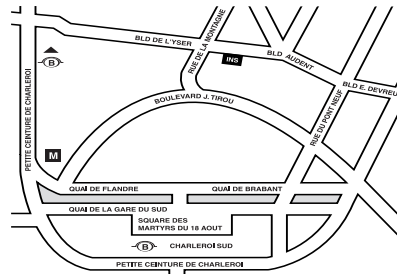 BLD DE L'YSER
RUE DE LA MONTAGNE
INS
BLD AUDENT
BLD E. DEVREU
B
PETITE CEINTURE DE CHARLEROI
BOULEVARD J. TIROU
RUE DU PONT NEUF
M
QUAI DE FLANDRE
QUAI DE BRABANT
QUAI DE LA GARE DU SUD
SQUARE DES
MARTYRS DU 18 AOUT
B
CHARLEROI SUD
PETITE CEINTURE DE CHARLEROI